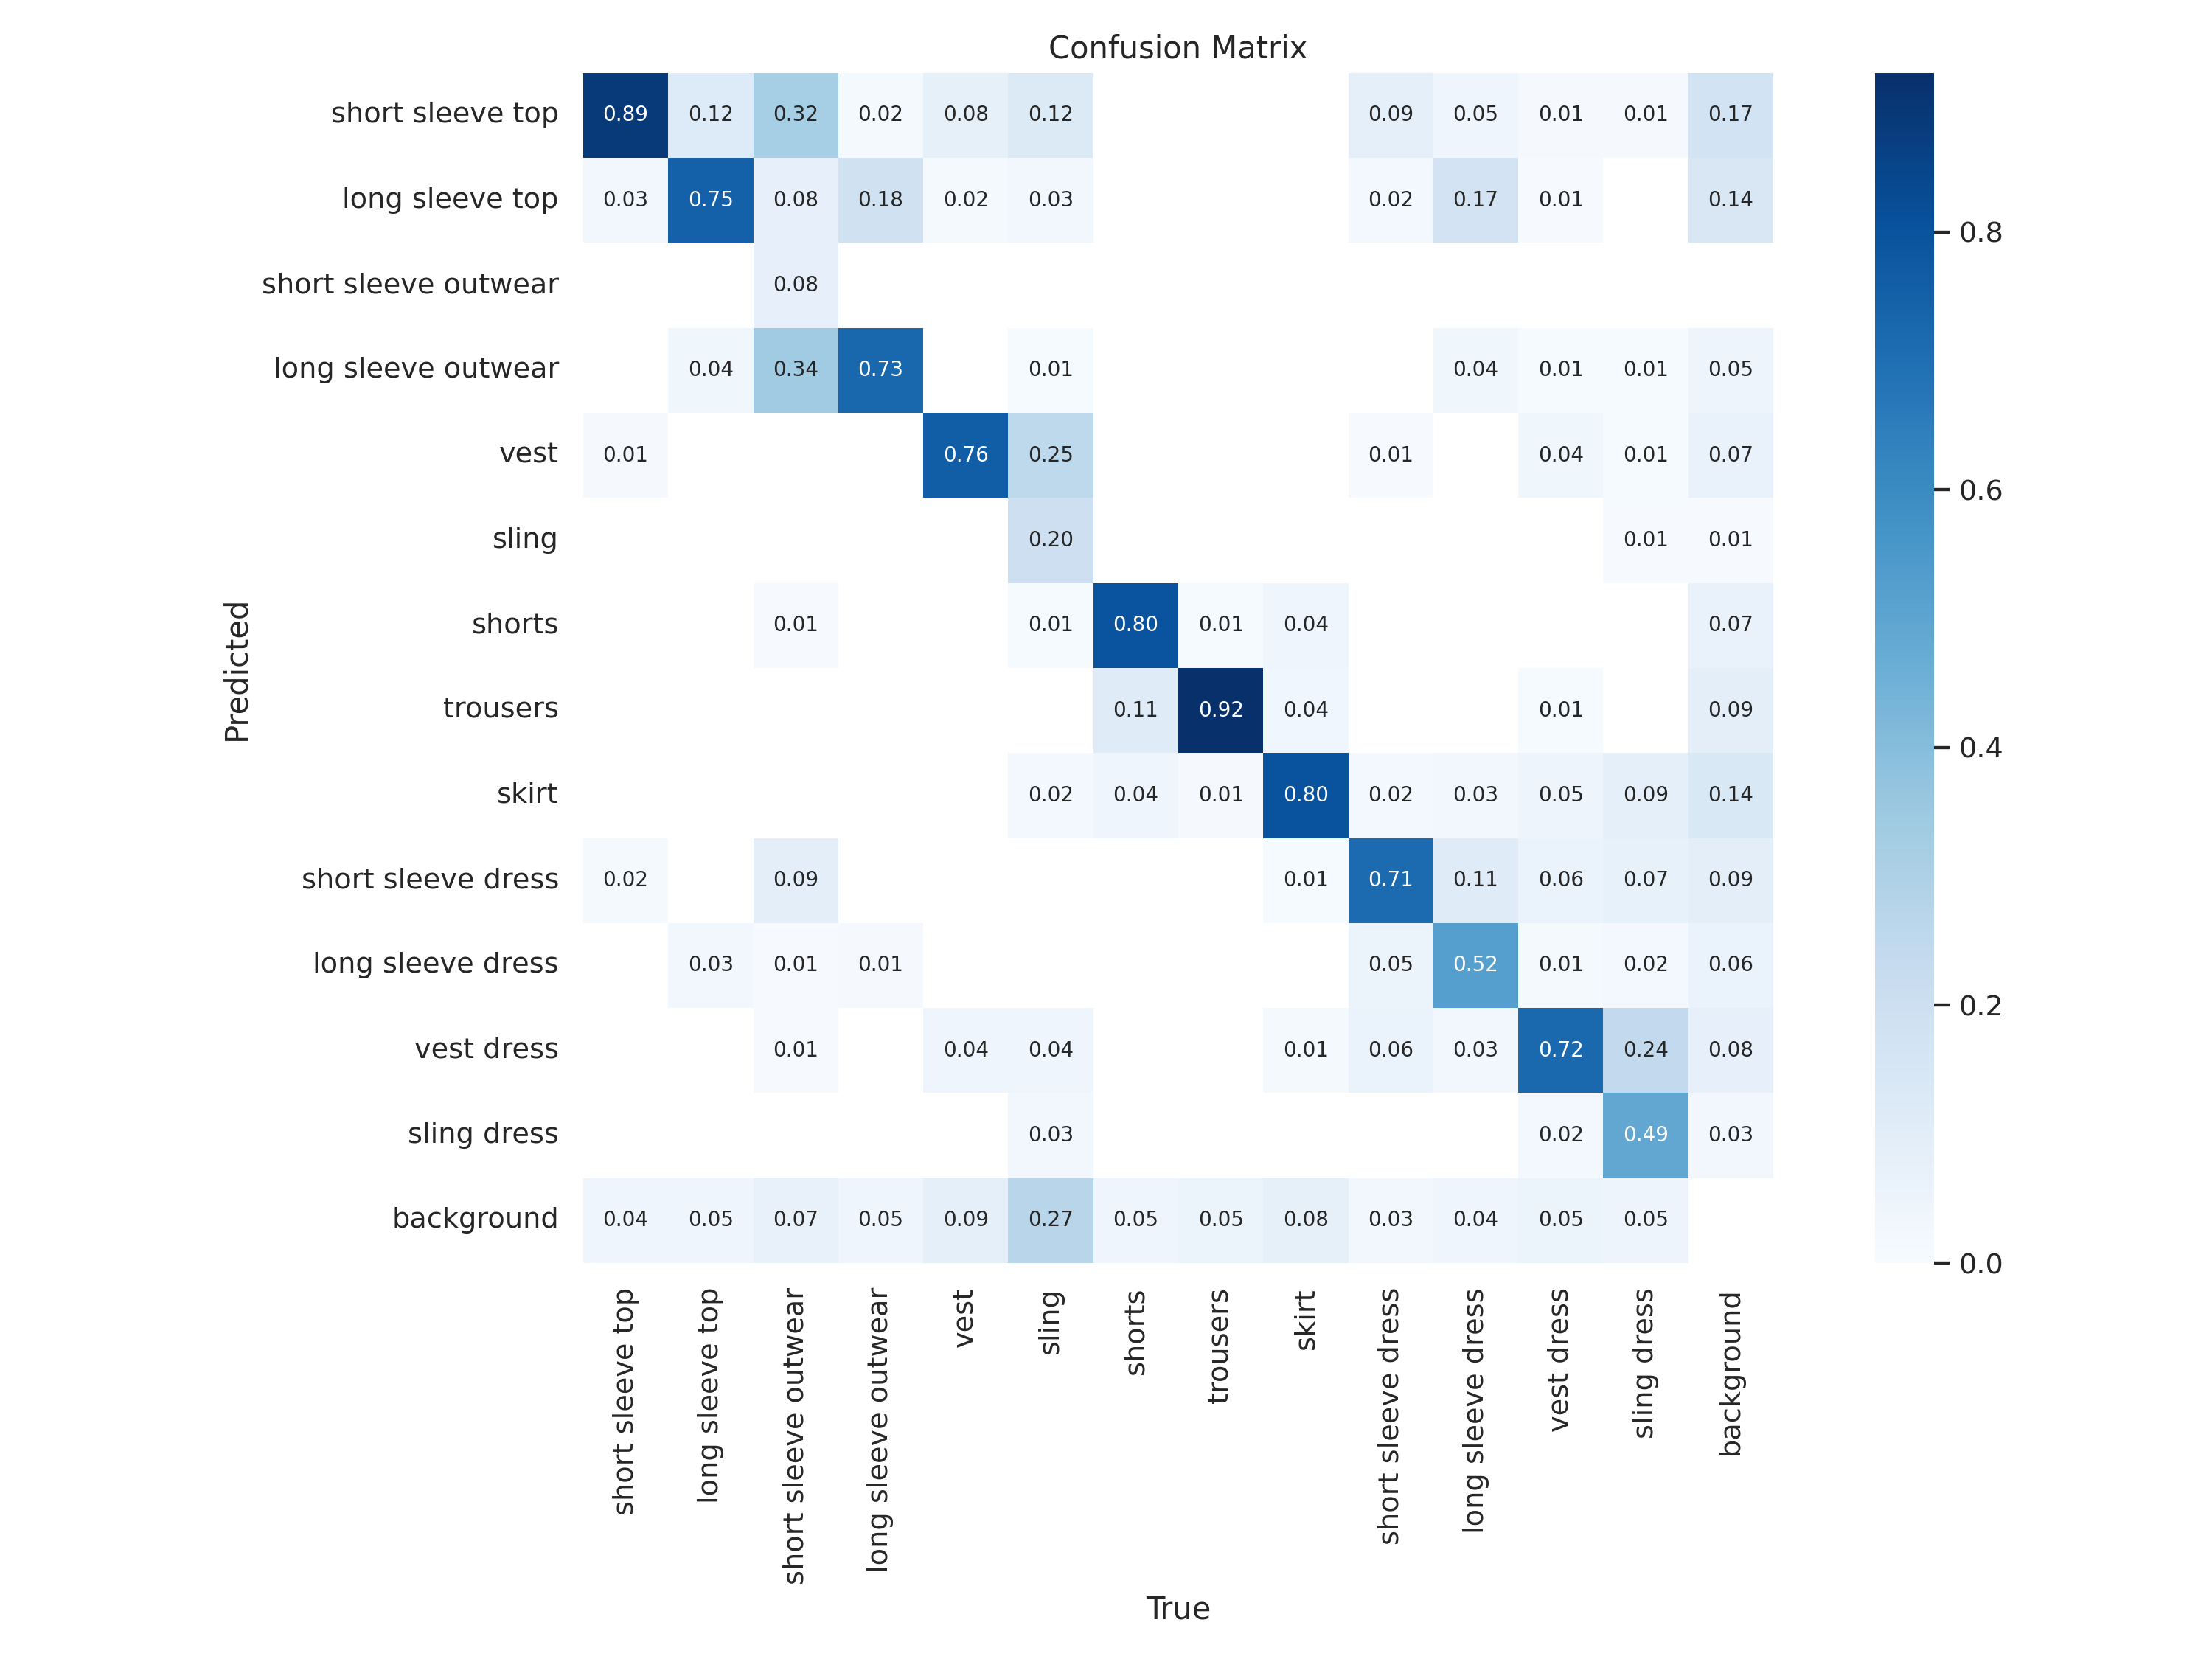 Confusion Matrix
short sleeve top 0.89 0.12 0.32 0.02 0.08 0.12 0.09 0.05 0.01 0.01 0.17
long sleeve top 0.03 0.75 0.08 0.18 0.02 0.03 0.02 0.17 0.01 0.14
short sleeve outwear 0.08
long sleeve outwear 0.04 0.34 0.73 0.01 0.04 0.01 0.01 0.05
vest 0.01 0.76 0.25 0.01 0.04 0.01 0.07
sling 0.20 0.01 0.01
shorts 0.01 0.01 0.80 0.01 0.04 0.07
trousers 0.11 0.92 0.04 0.01 0.09
skirt 0.02 0.04 0.01 0.80 0.02 0.03 0.05 0.09 0.14
short sleeve dress 0.02 0.09 0.01 0.71 0.11 0.06 0.07 0.09
long sleeve dress 0.03 0.01 0.01 0.05 0.52 0.01 0.02 0.06
vest dress 0.01 0.04 0.04 0.01 0.06 0.03 0.72 0.24 0.08
sling dress 0.03 0.02 0.49 0.03
background 0.04 0.05 0.07 0.05 0.09 0.27 0.05 0.05 0.08 0.03 0.04 0.05 0.05
Predicted
short sleeve top
long sleeve top
short sleeve outwear
long sleeve outwear
vest
sling
shorts
trousers
skirt
short sleeve dress
long sleeve dress
vest dress
sling dress
background
True
0.8
0.6
0.4
0.2
0.0